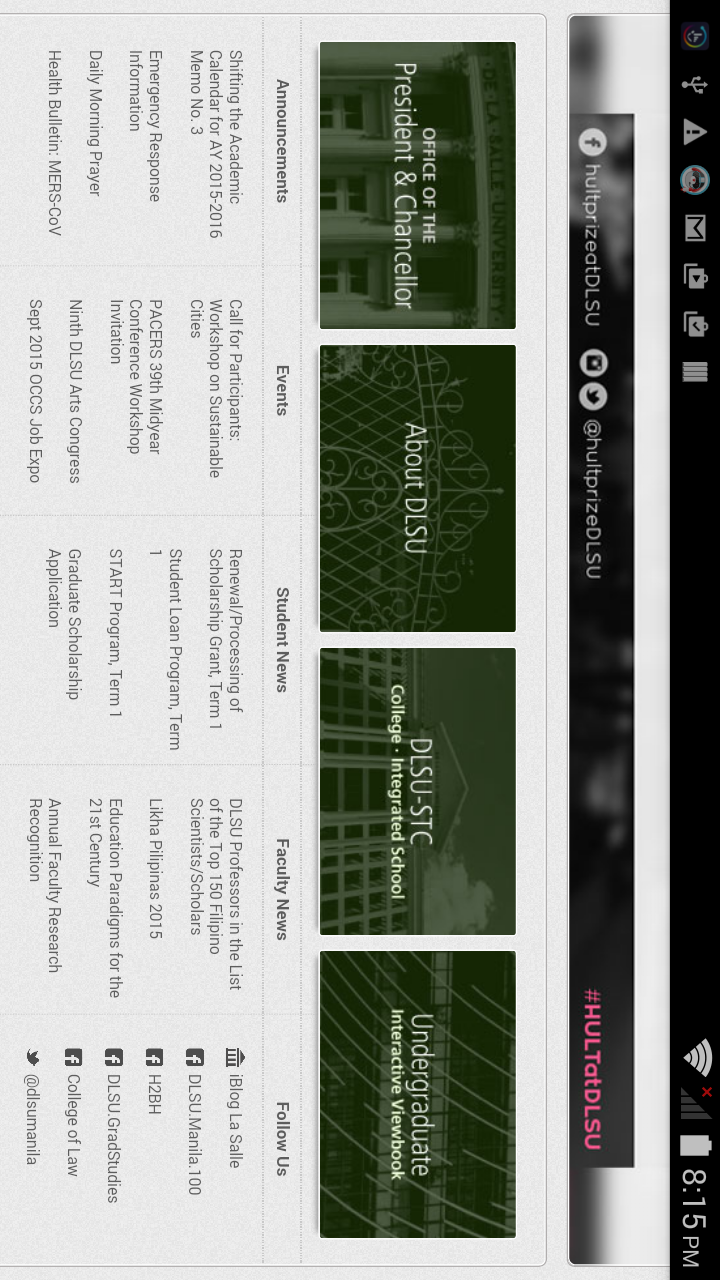 8:15 PM
hultprizeatDLSU @hultprizeDLSU #HULTatDLSU
DE·LA·SALLE·UNIVERSITY·
OFFICE OF THE
President & Chancellor
About DLSU
DLSU-STC
College · Integrated School
Undergraduate
Interactive Viewbook
Announcements
Shifting the Academic
Calendar for AY 2015-2016
Memo No. 3
Emergency Response
Information
Daily Morning Prayer
Health Bulletin: MERS-CoV
Events
Call for Participants:
Workshop on Sustainable
Cities
PACERS 39th Midyear
Conference Workshop
Invitation
Ninth DLSU Arts Congress
Sept 2015 OCCS Job Expo
Student News
Renewal/Processing of
Scholarship Grant, Term 1
Student Loan Program, Term
1
START Program, Term 1
Graduate Scholarship
Application
Faculty News
DLSU Professors in the List
of the Top 150 Filipino
Scientists/Scholars
Likha Pilipinas 2015
Education Paradigms for the
21st Century
Annual Faculty Research
Recognition
Follow Us
iBlog La Salle
DLSU.Manila.100
H2BH
DLSU.GradStudies
College of Law
@dlsumanila